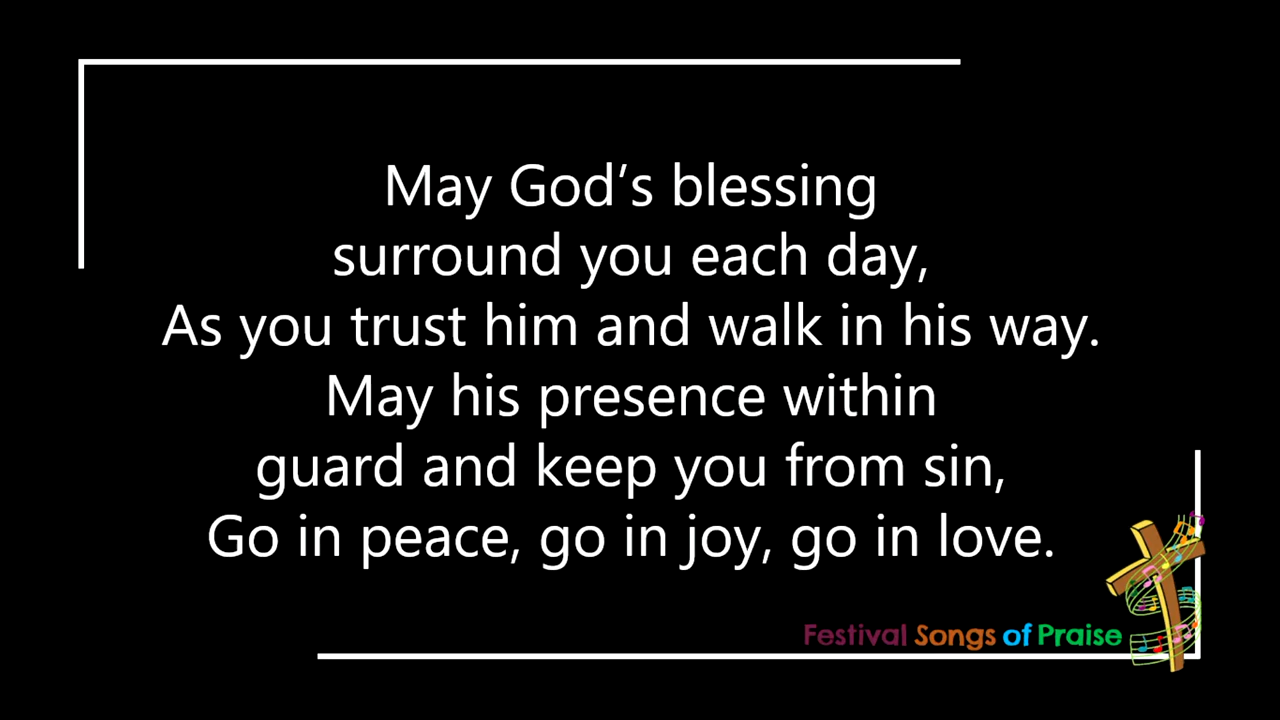 May God’s blessing
surround you each day,
As you trust him and walk in his way.
May his presence within
guard and keep you from sin,
Go in peace, go in joy, go in love.
Festival Songs of Praise